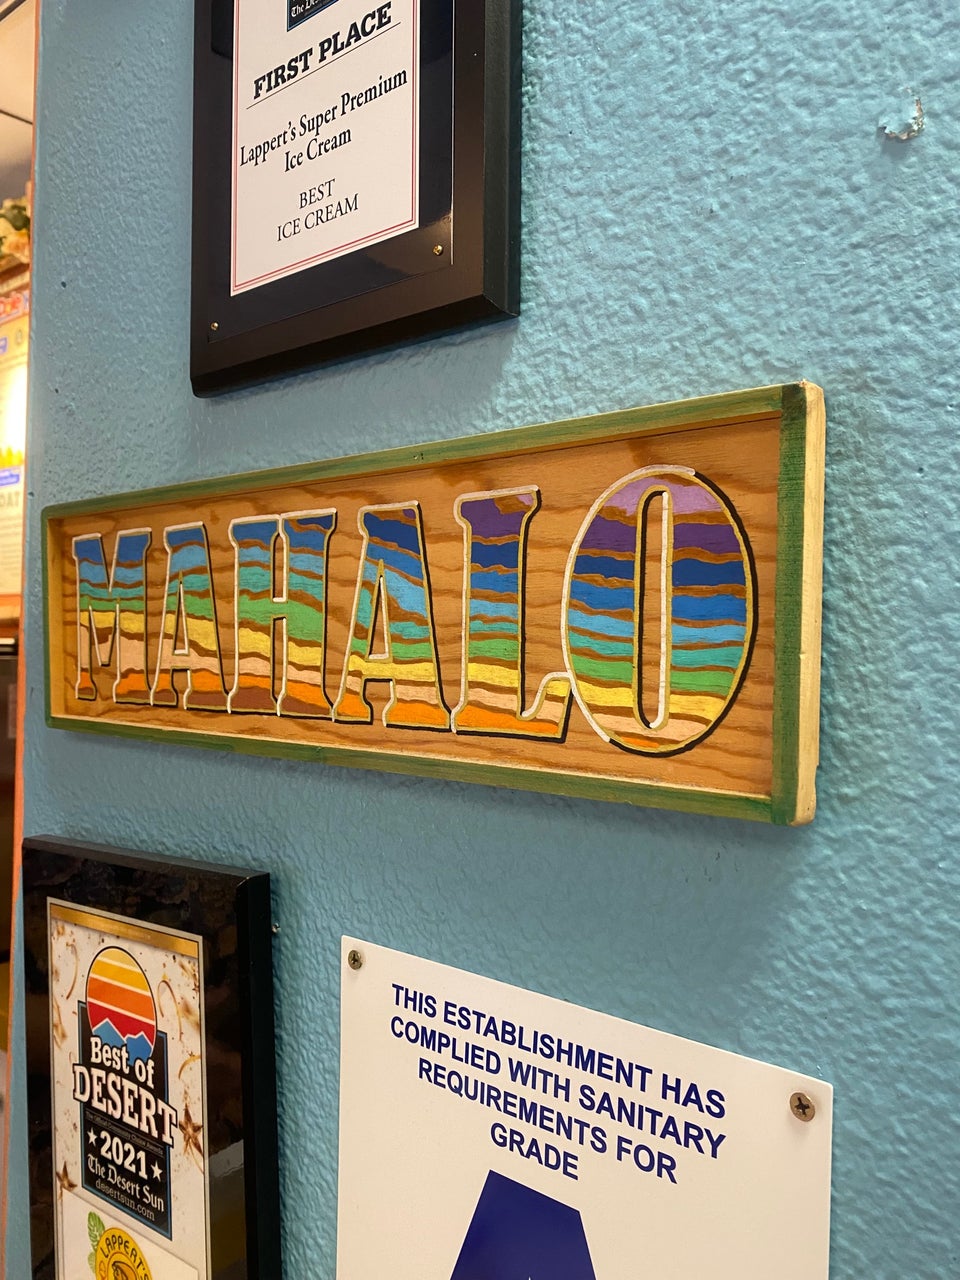 FIRST PLACE
Lappert's Super Premium
Ice Cream
BEST
ICE CREAM
MAHALO
Best of
DESERT
2021
The Desert Sun
desertsun.com
LAPPERT'S
THIS ESTABLISHMENT HAS
COMPLIED WITH SANITARY
REQUIREMENTS FOR
GRADE
A